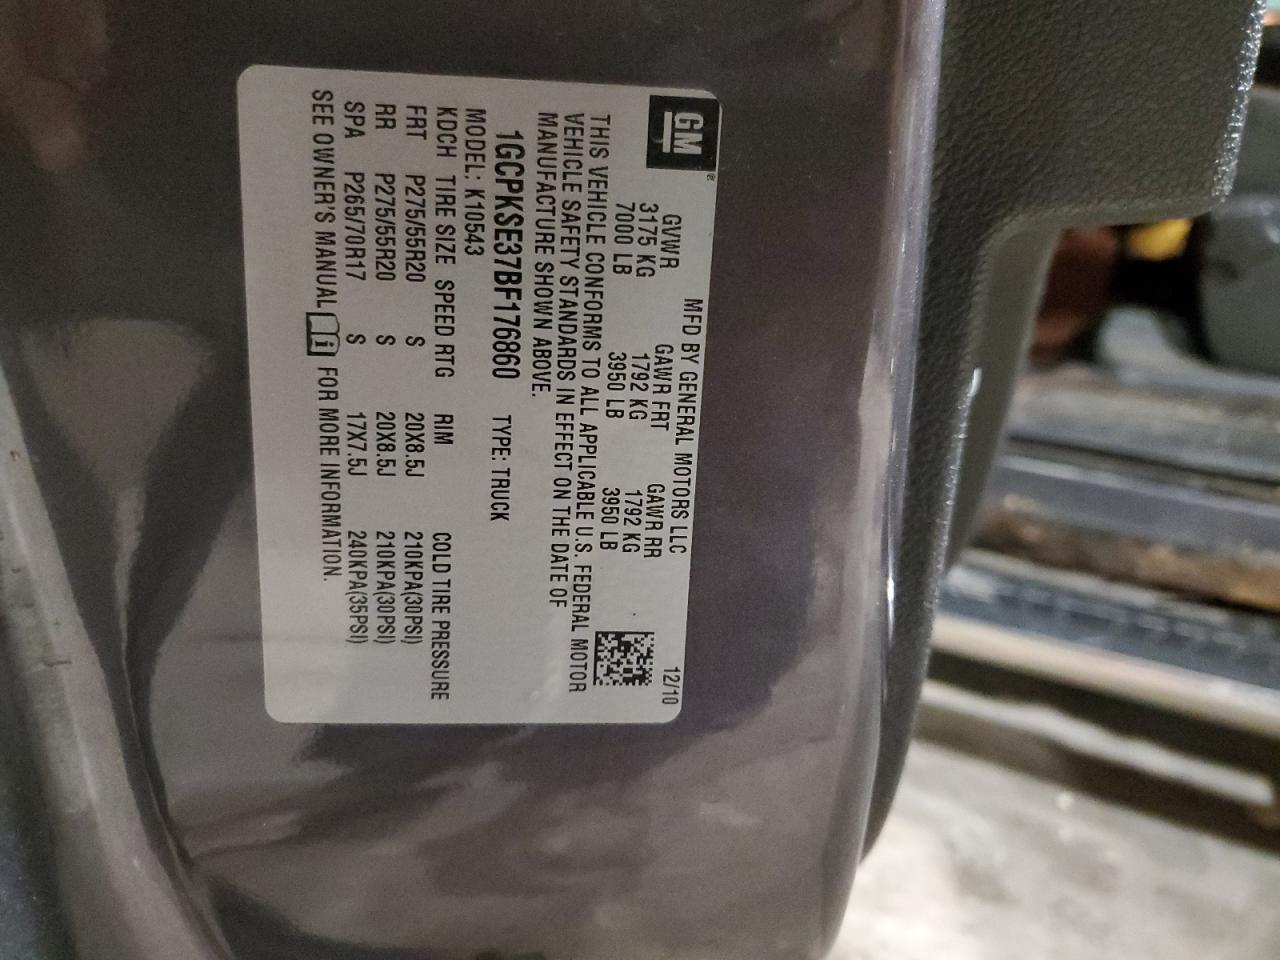 GM
MFD BY GENERAL MOTORS LLC 12/10
GVWR GAWR FRT GAWR RR
3175 KG 1792 KG 1792 KG
7000 LB 3950 LB 3950 LB
THIS VEHICLE CONFORMS TO ALL APPLICABLE U.S. FEDERAL MOTOR
VEHICLE SAFETY STANDARDS IN EFFECT ON THE DATE OF
MANUFACTURE SHOWN ABOVE.
1GCPKSE37BF176860 TYPE: TRUCK
MODEL: K10543
KDCH TIRE SIZE SPEED RTG RIM COLD TIRE PRESSURE
FRT P275/55R20 S 20X8.5J 210KPA(30PSI)
RR P275/55R20 S 20X8.5J 210KPA(30PSI)
SPA P265/70R17 S 17X7.5J 240KPA(35PSI)
SEE OWNER'S MANUAL i FOR MORE INFORMATION.